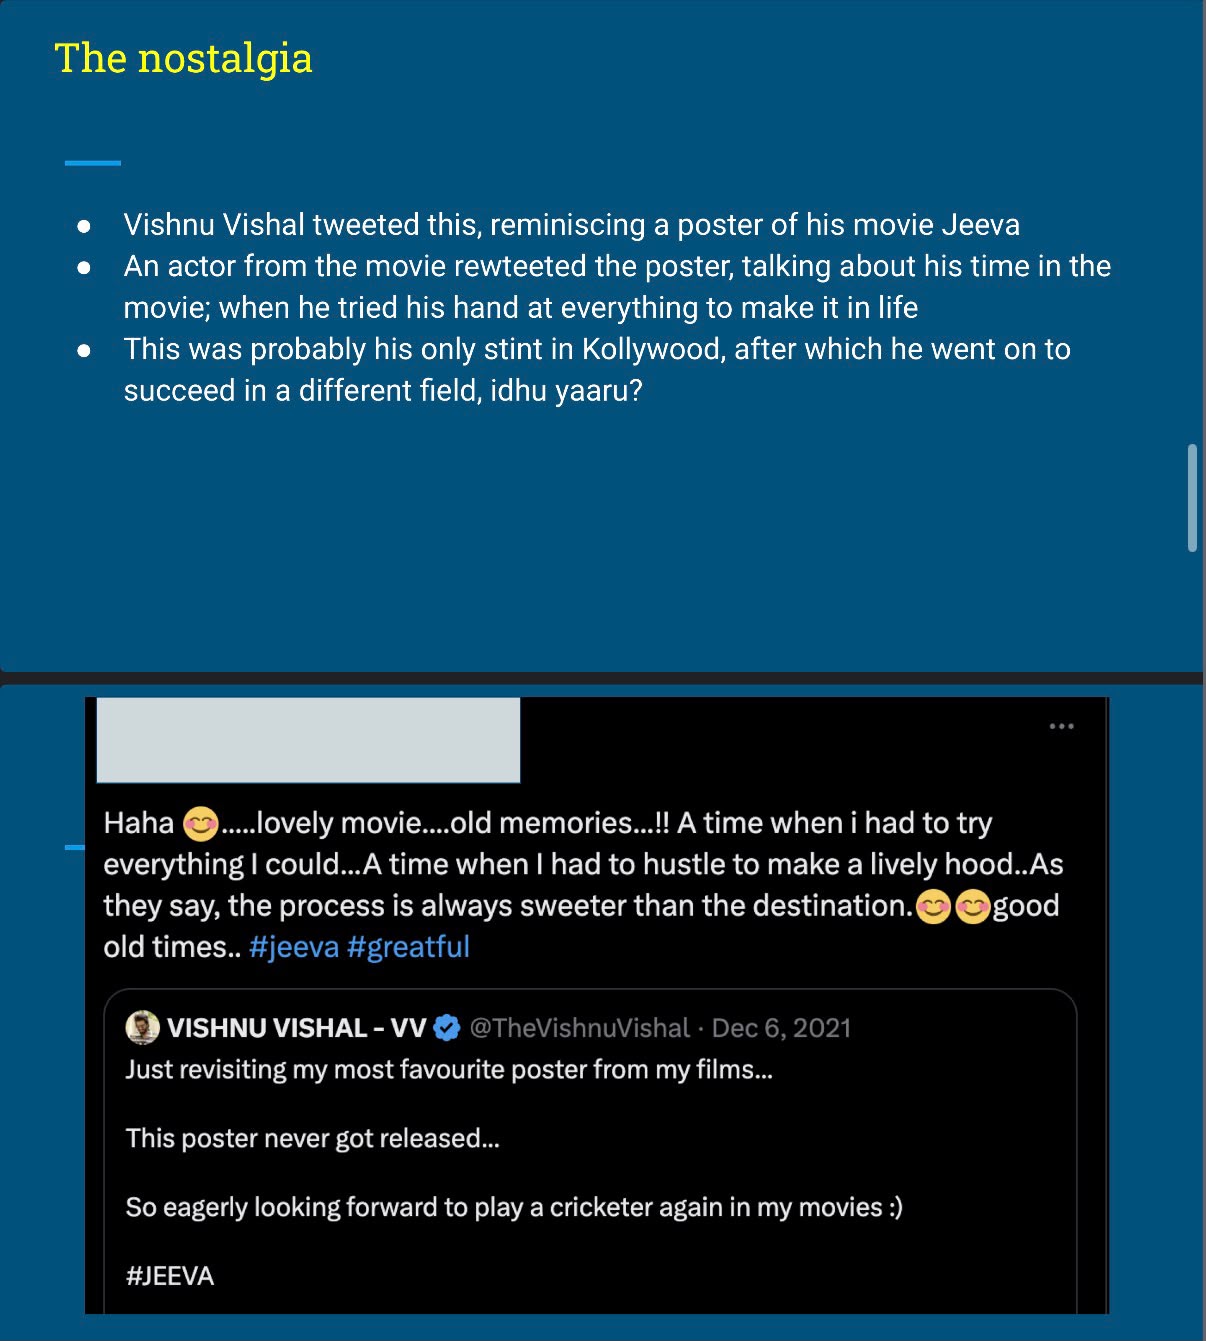 The nostalgia
● Vishnu Vishal tweeted this, reminiscing a poster of his movie Jeeva
● An actor from the movie rewteeted the poster, talking about his time in the
movie; when he tried his hand at everything to make it in life
● This was probably his only stint in Kollywood, after which he went on to
succeed in a different field, idhu yaaru?
Haha 😊.....lovely movie....old memories...!! A time when i had to try
everything I could...A time when I had to hustle to make a lively hood..As
they say, the process is always sweeter than the destination.😊😊good
old times.. #jeeva #greatful
VISHNU VISHAL - VV @TheVishnuVishal · Dec 6, 2021
Just revisiting my most favourite poster from my films...
This poster never got released...
So eagerly looking forward to play a cricketer again in my movies :)
#JEEVA